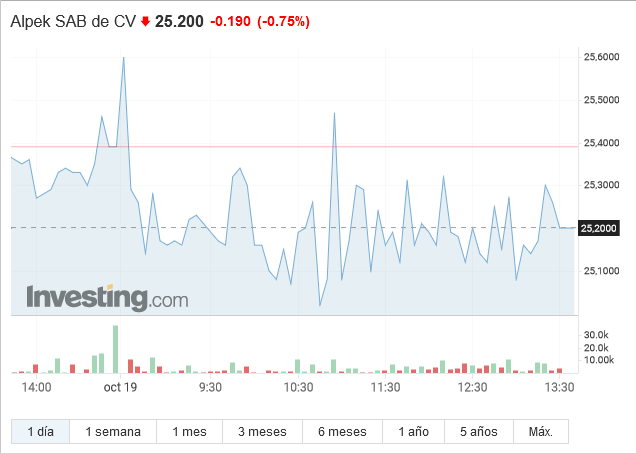 Alpek SAB de CV 25.200 -0.190 (-0.75%)
25,6000
25,5000
25,4000
25,3000
25,2000
25,1000
Investing.com
30.0k
20.0k
10.00k
14:00 oct 19 9:30 10:30 11:30 12:30 13:30
1 día 1 semana 1 mes 3 meses 6 meses 1 año 5 años Máx.